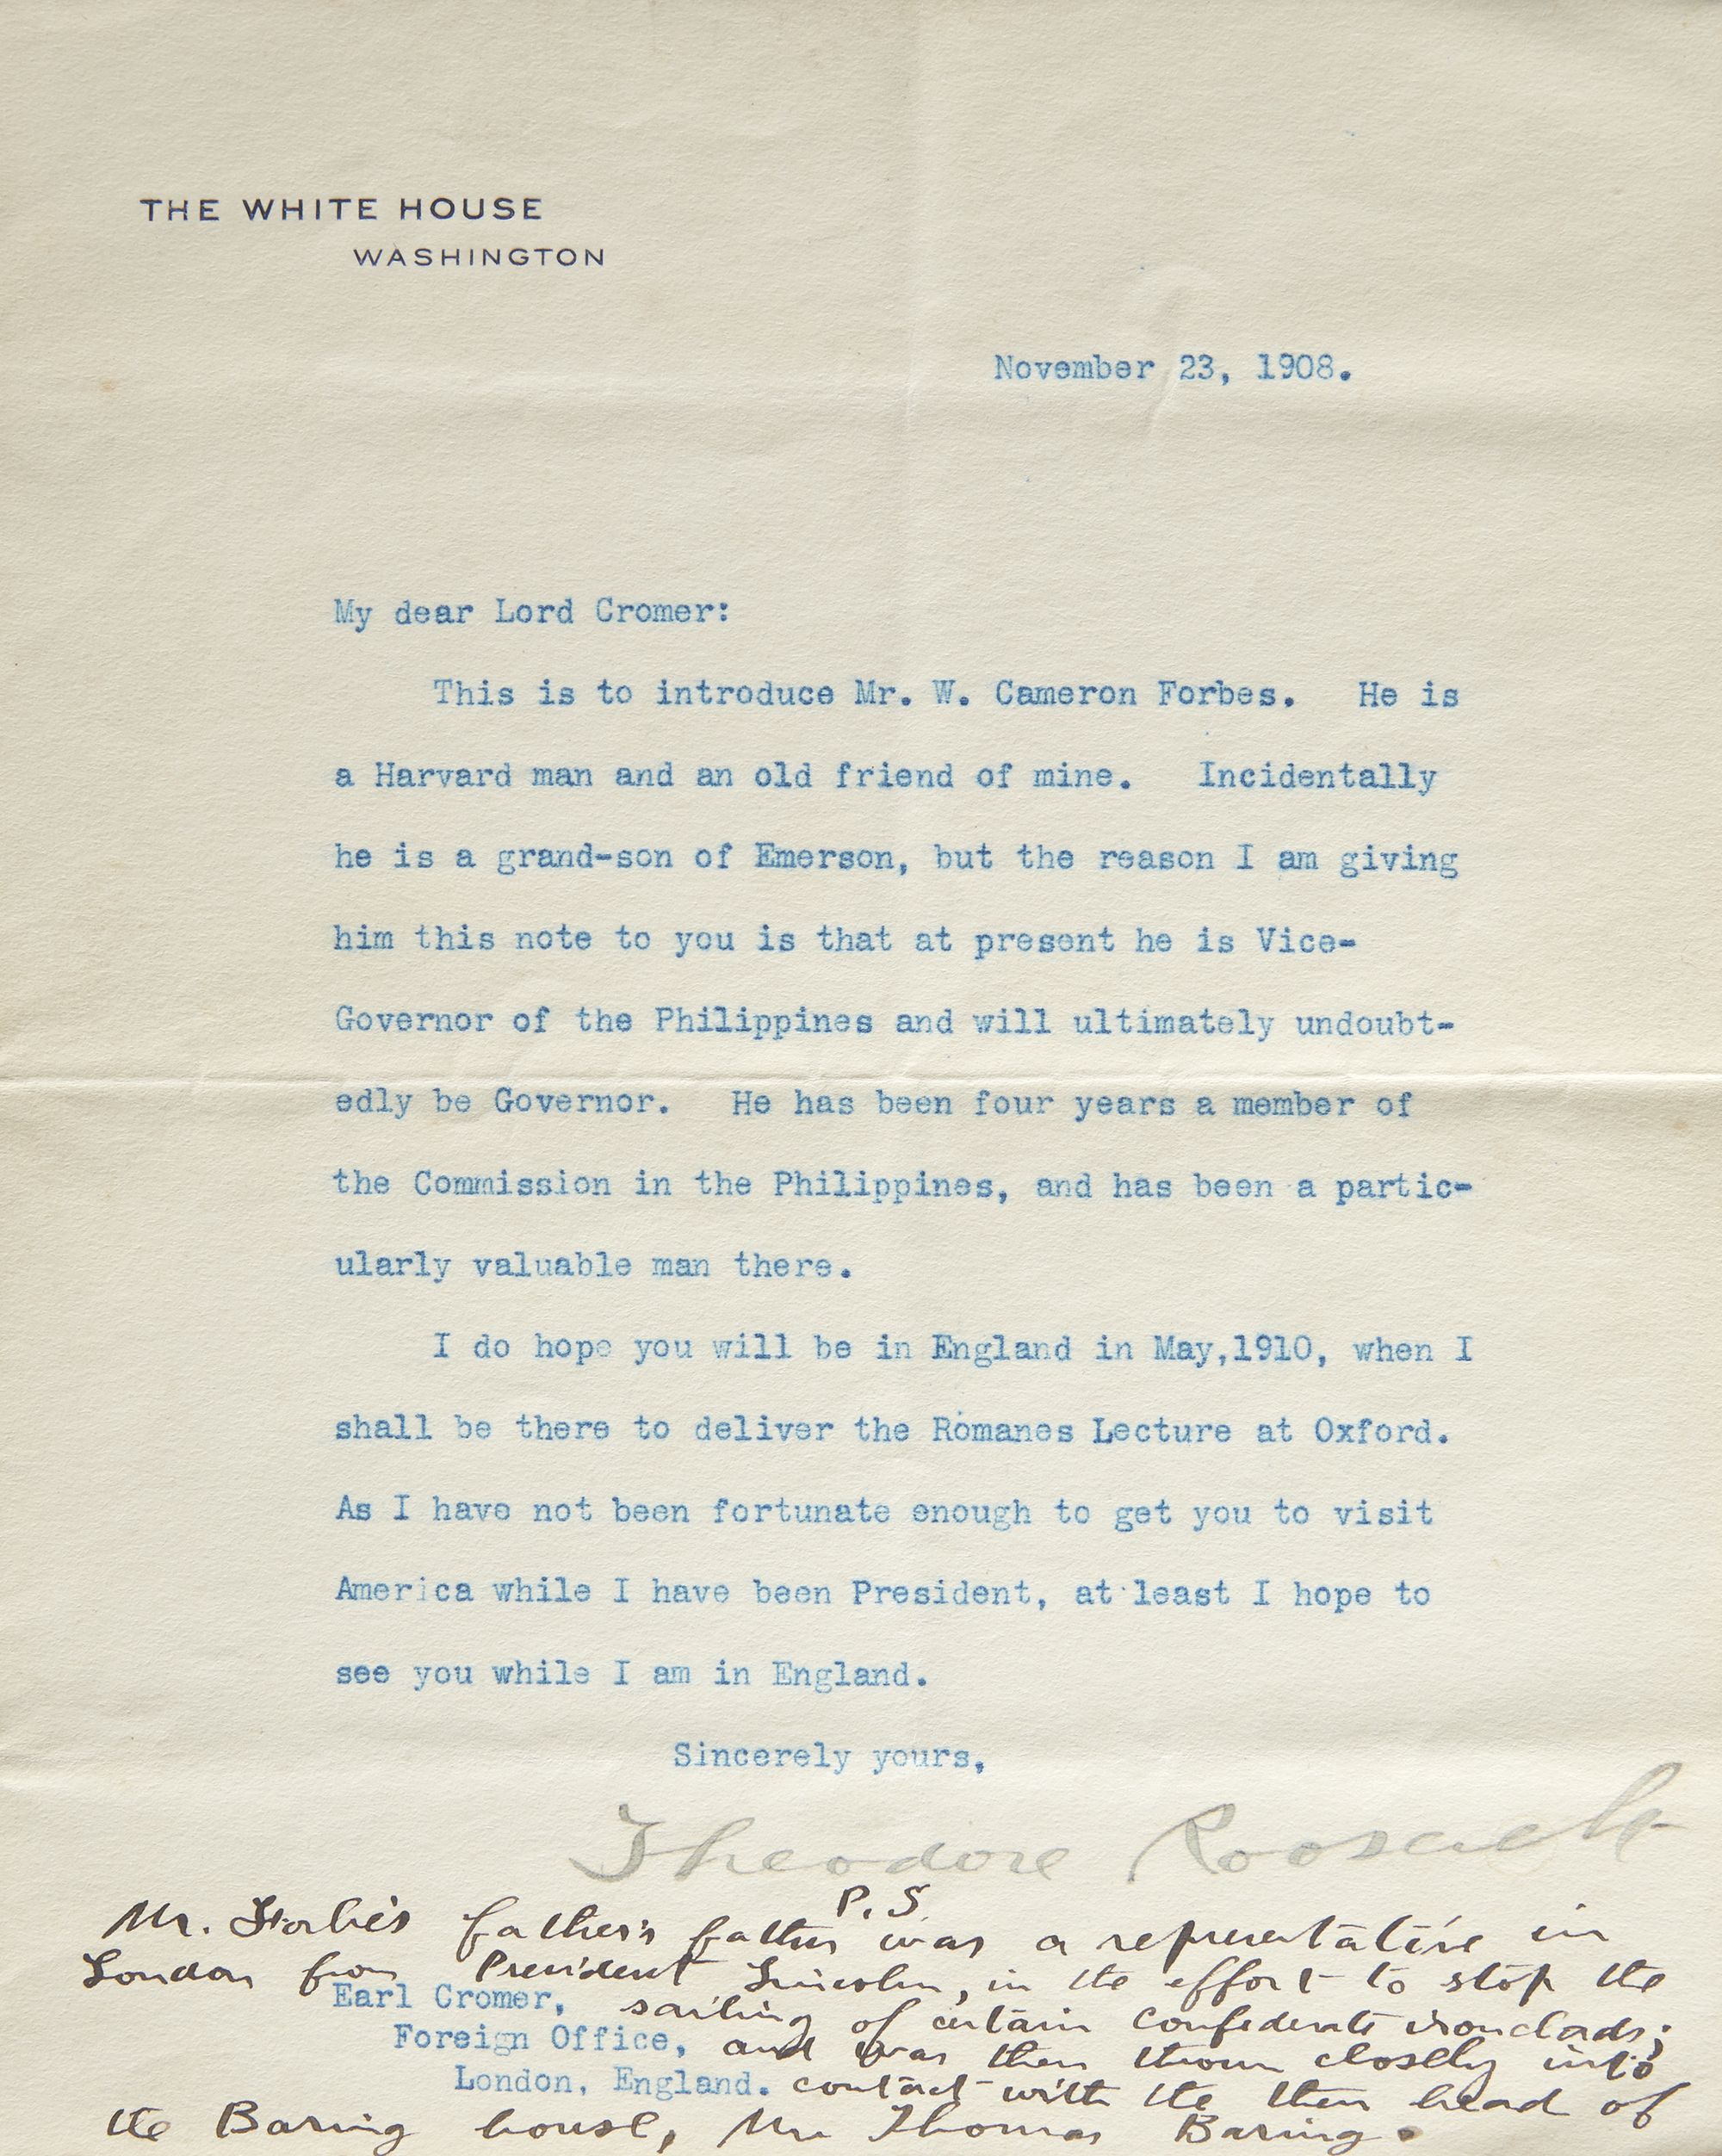 THE WHITE HOUSE
WASHINGTON
November 23, 1908.
My dear Lord Cromer:
This is to introduce Mr. W. Cameron Forbes. He is
a Harvard man and an old friend of mine. Incidentally
he is a grand-son of Emerson, but the reason I am giving
him this note to you is that at present he is Vice-
Governor of the Philippines and will ultimately undoubt-
edly be Governor. He has been four years a member of
the Commission in the Philippines, and has been a partic-
ularly valuable man there.
I do hope you will be in England in May,1910, when I
shall be there to deliver the Romanes Lecture at Oxford.
As I have not been fortunate enough to get you to visit
America while I have been President, at least I hope to
see you while I am in England.
Sincerely yours,
Theodore Roosevelt
P.S.
Mr. Forbes's father's father was a representative in
London from President Lincoln, in the effort to stop the
sailing of certain Confederate ironclads;
and was then thrown closely into
contact with the then head of
the Baring house, Mr Thomas Baring.
Earl Cromer,
Foreign Office,
London, England.